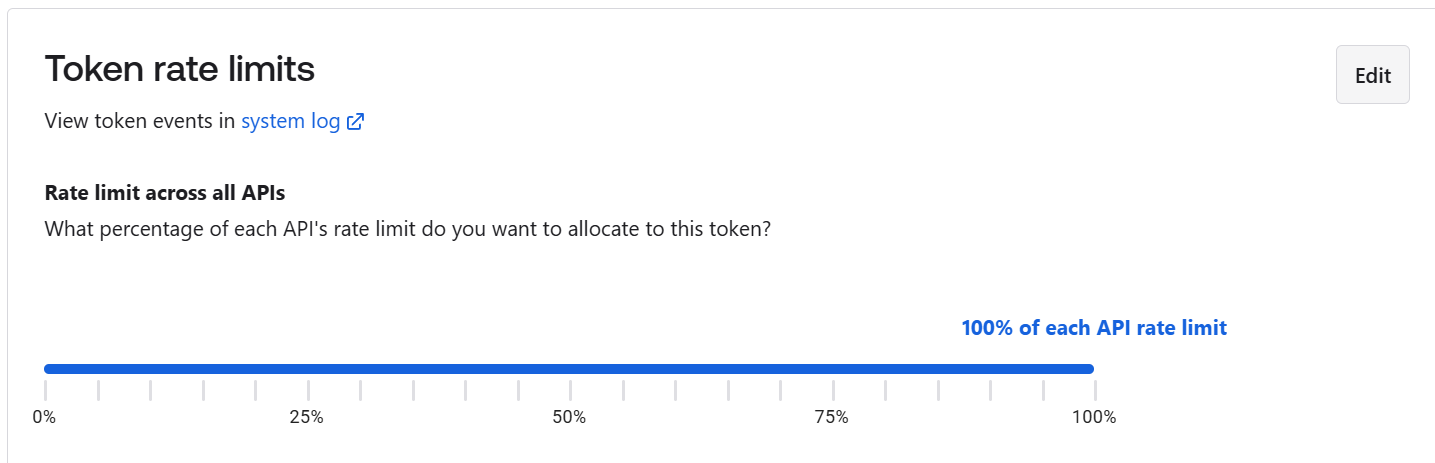 Token rate limits
Edit
View token events in system log
Rate limit across all APIs
What percentage of each API's rate limit do you want to allocate to this token?
100% of each API rate limit
0% 25% 50% 75% 100%